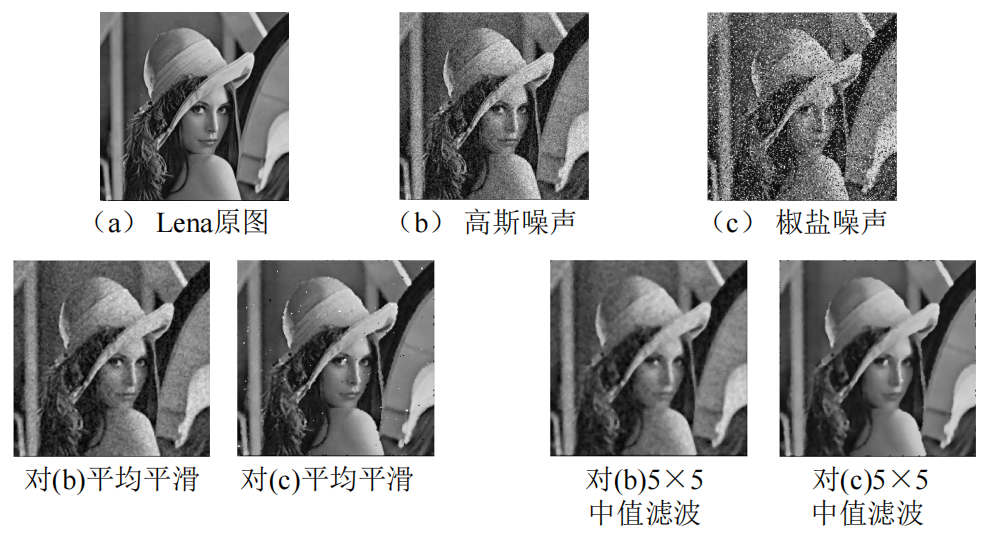 （a） Lena原图
（b） 高斯噪声
（c） 椒盐噪声
对(b)平均平滑
对(c)平均平滑
对(b)5×5
中值滤波
对(c)5×5
中值滤波